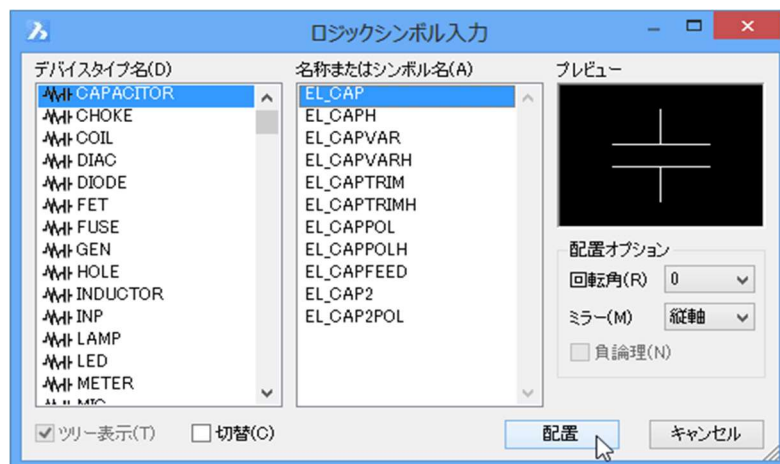 ロジックシンボル入力
デバイスタイプ名(D)
CAPACITOR
CHOKE
COIL
DIAC
DIODE
FET
FUSE
GEN
HOLE
INDUCTOR
INP
LAMP
LED
METER
MIC
名称またはシンボル名(A)
EL_CAP
EL_CAPH
EL_CAPVAR
EL_CAPVARH
EL_CAPTRIM
EL_CAPTRIMH
EL_CAPPOL
EL_CAPPOLH
EL_CAPFEED
EL_CAP2
EL_CAP2POL
プレビュー
配置オプション
回転角(R) 0
ミラー(M) 縦軸
負論理(N)
ツリー表示(T) 切替(C) 配置 キャンセル